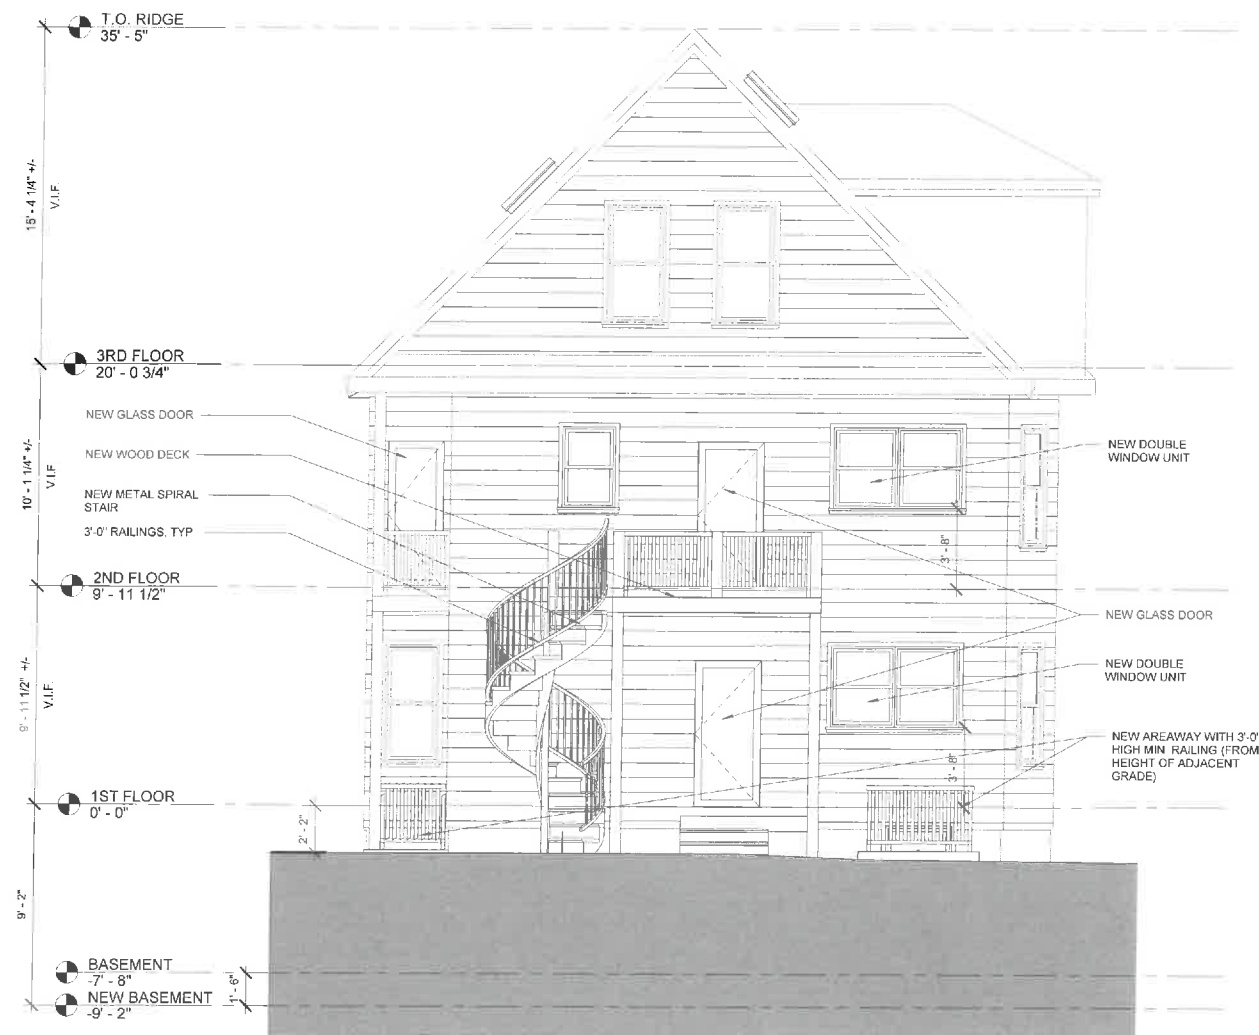 T.O. RIDGE
35' - 5"
15' - 4 1/4" +/-
V.I.F.
3RD FLOOR
20' - 0 3/4"
NEW GLASS DOOR
NEW WOOD DECK
NEW METAL SPIRAL
STAIR
3'-0" RAILINGS, TYP
10' - 1 1/4" +/-
V.I.F
NEW DOUBLE
WINDOW UNIT
3' - 8"
2ND FLOOR
9' - 11 1/2"
NEW GLASS DOOR
NEW DOUBLE
WINDOW UNIT
9' - 11 1/2" +/-
V.I.F.
NEW AREAWAY WITH 3'-0"
HIGH MIN RAILING (FROM
HEIGHT OF ADJACENT
GRADE)
3' - 8"
1ST FLOOR
0' - 0"
2' - 2"
9' - 2"
BASEMENT
-7' - 8"
1' - 6"
NEW BASEMENT
-9' - 2"